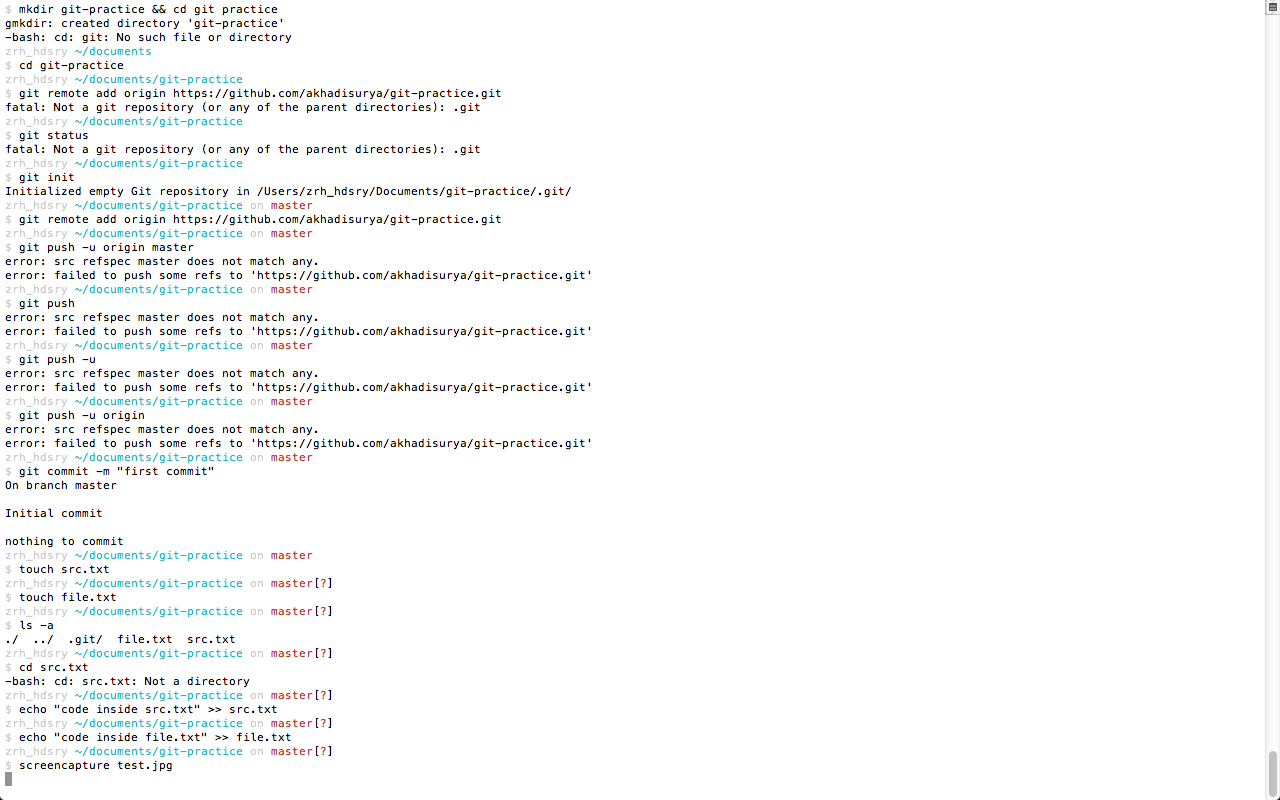 $ mkdir git-practice && cd git practice
gmkdir: created directory 'git-practice'
-bash: cd: git: No such file or directory
zrh_hdsry ~/documents
$ cd git-practice
zrh_hdsry ~/documents/git-practice
$ git remote add origin https://github.com/akhadisurya/git-practice.git
fatal: Not a git repository (or any of the parent directories): .git
zrh_hdsry ~/documents/git-practice
$ git status
fatal: Not a git repository (or any of the parent directories): .git
zrh_hdsry ~/documents/git-practice
$ git init
Initialized empty Git repository in /Users/zrh_hdsry/Documents/git-practice/.git/
zrh_hdsry ~/documents/git-practice on master
$ git remote add origin https://github.com/akhadisurya/git-practice.git
zrh_hdsry ~/documents/git-practice on master
$ git push -u origin master
error: src refspec master does not match any.
error: failed to push some refs to 'https://github.com/akhadisurya/git-practice.git'
zrh_hdsry ~/documents/git-practice on master
$ git push
error: src refspec master does not match any.
error: failed to push some refs to 'https://github.com/akhadisurya/git-practice.git'
zrh_hdsry ~/documents/git-practice on master
$ git push -u
error: src refspec master does not match any.
error: failed to push some refs to 'https://github.com/akhadisurya/git-practice.git'
zrh_hdsry ~/documents/git-practice on master
$ git push -u origin
error: src refspec master does not match any.
error: failed to push some refs to 'https://github.com/akhadisurya/git-practice.git'
zrh_hdsry ~/documents/git-practice on master
$ git commit -m "first commit"
On branch master
Initial commit
nothing to commit
zrh_hdsry ~/documents/git-practice on master
$ touch src.txt
zrh_hdsry ~/documents/git-practice on master[?]
$ touch file.txt
zrh_hdsry ~/documents/git-practice on master[?]
$ ls -a
./  ../  .git/  file.txt  src.txt
zrh_hdsry ~/documents/git-practice on master[?]
$ cd src.txt
-bash: cd: src.txt: Not a directory
zrh_hdsry ~/documents/git-practice on master[?]
$ echo "code inside src.txt" >> src.txt
zrh_hdsry ~/documents/git-practice on master[?]
$ echo "code inside file.txt" >> file.txt
zrh_hdsry ~/documents/git-practice on master[?]
$ screencapture test.jpg